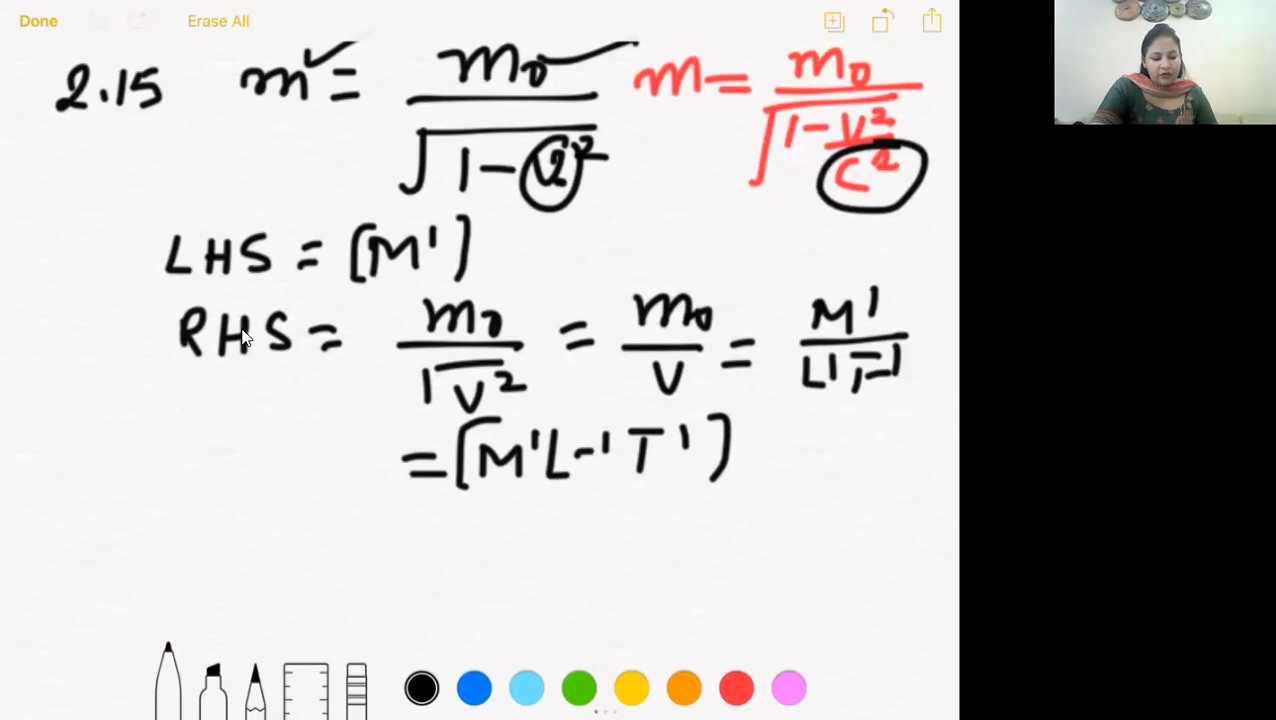 Done Erase All
2.15 m = m₀ / √(1 - v²) m = m₀ / √(1 - v²/c²)
LHS = [M¹]
RHS = m₀ / √v² = m₀ / v = M¹ / L¹T⁻¹
= [M¹L⁻¹T¹]